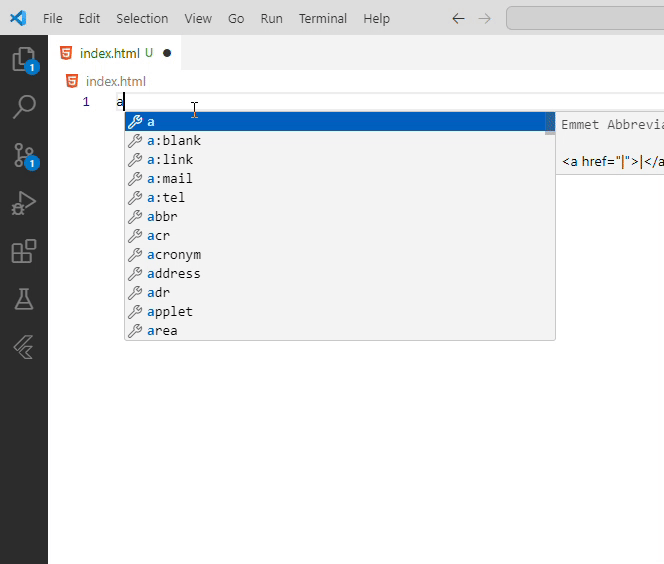 File Edit Selection View Go Run Terminal Help
index.html U
index.html
1 a
a
a:blank
a:link
a:mail
a:tel
abbr
acr
acronym
address
adr
applet
area
Emmet Abbrevia
<a href="|">|</a
1
1